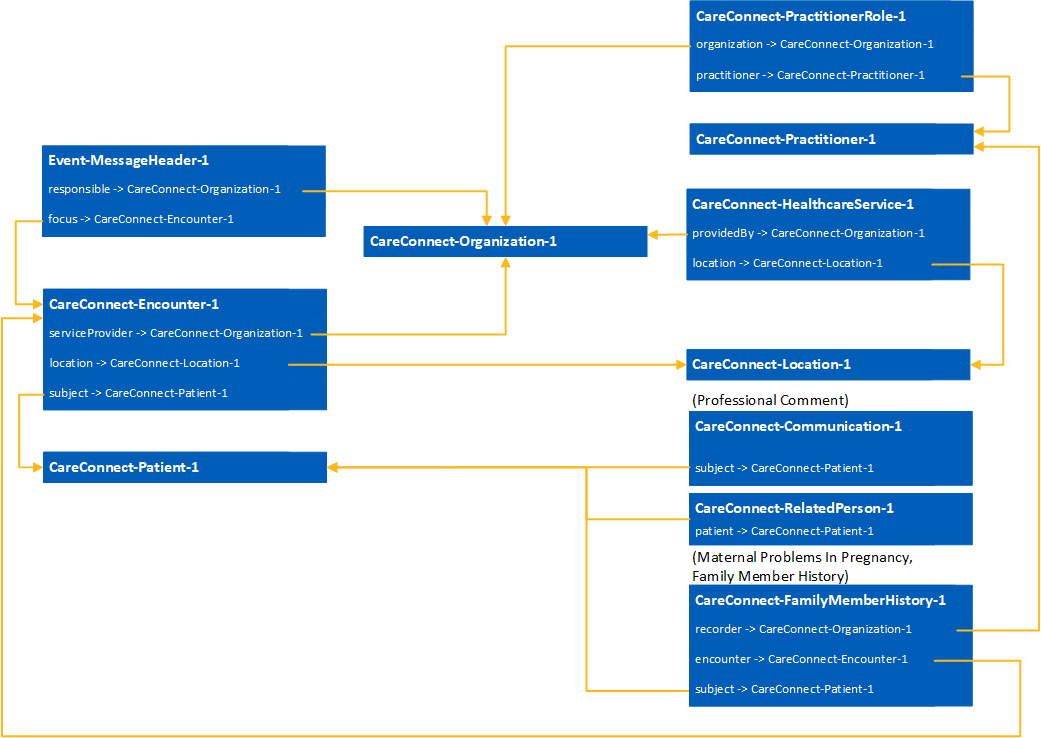 CareConnect-PractitionerRole-1
organization -> CareConnect-Organization-1
practitioner -> CareConnect-Practitioner-1
CareConnect-Practitioner-1
Event-MessageHeader-1
responsible -> CareConnect-Organization-1
focus -> CareConnect-Encounter-1
CareConnect-Organization-1
CareConnect-HealthcareService-1
providedBy -> CareConnect-Organization-1
location -> CareConnect-Location-1
CareConnect-Encounter-1
serviceProvider -> CareConnect-Organization-1
location -> CareConnect-Location-1
subject -> CareConnect-Patient-1
CareConnect-Location-1
(Professional Comment)
CareConnect-Communication-1
subject -> CareConnect-Patient-1
CareConnect-Patient-1
CareConnect-RelatedPerson-1
patient -> CareConnect-Patient-1
(Maternal Problems In Pregnancy,
Family Member History)
CareConnect-FamilyMemberHistory-1
recorder -> CareConnect-Organization-1
encounter -> CareConnect-Encounter-1
subject -> CareConnect-Patient-1